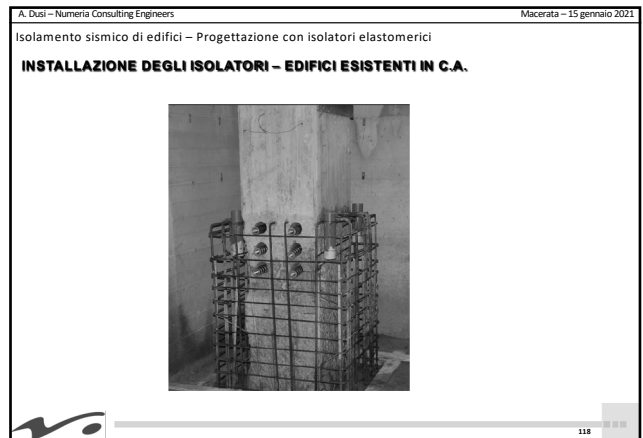 A. Dusi – Numeria Consulting Engineers
Macerata – 15 gennaio 2021
Isolamento sismico di edifici – Progettazione con isolatori elastomerici
INSTALLAZIONE DEGLI ISOLATORI – EDIFICI ESISTENTI IN C.A.
118